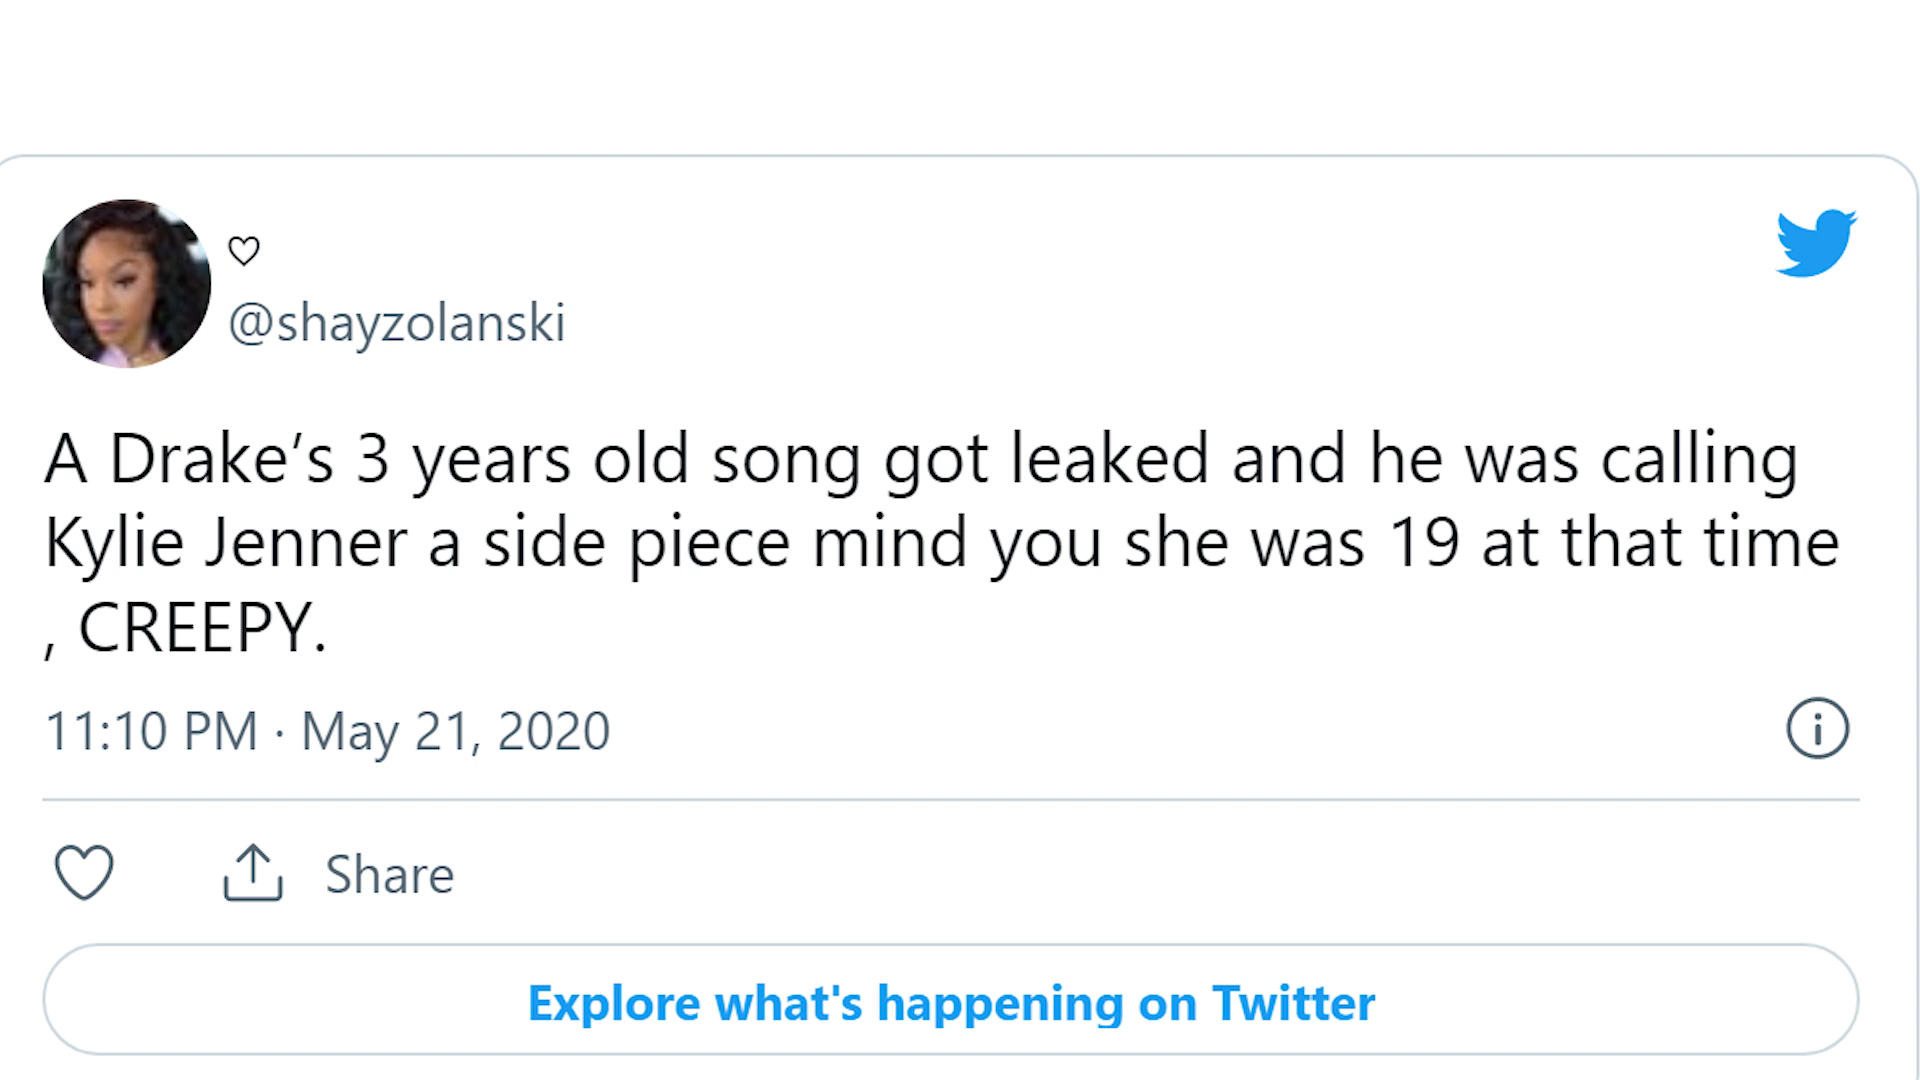 ♡
@shayzolanski
A Drake’s 3 years old song got leaked and he was calling
Kylie Jenner a side piece mind you she was 19 at that time
, CREEPY.
11:10 PM · May 21, 2020
Share
Explore what's happening on Twitter